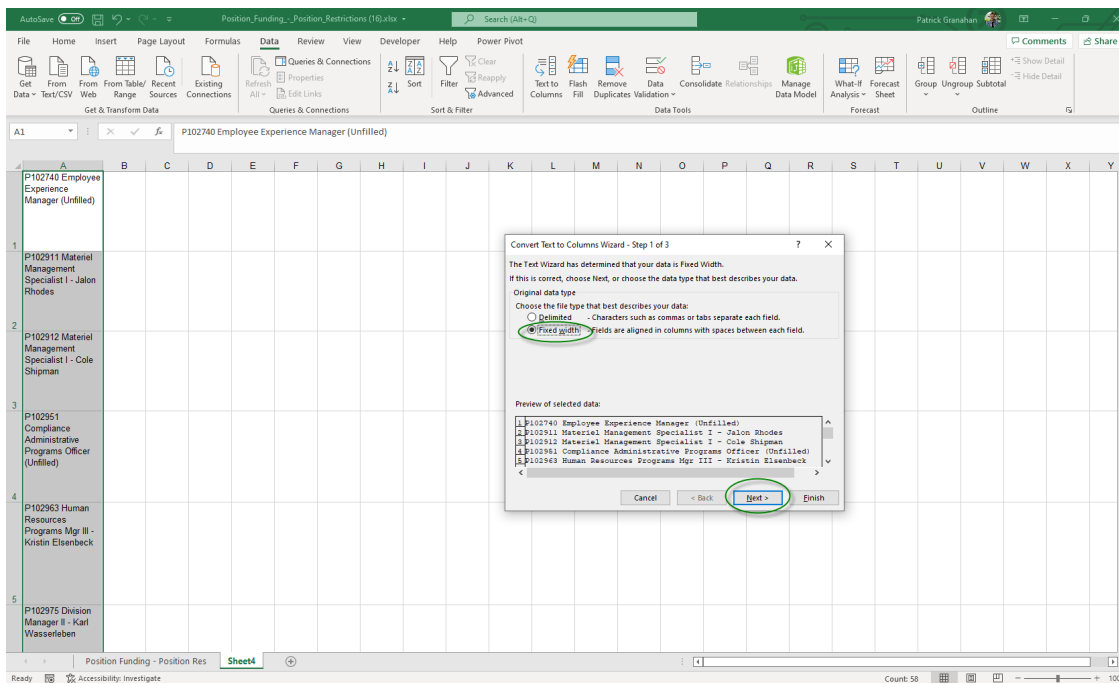 AutoSave Off Position_Funding_-_Position_Restrictions (16).xlsx Search (Alt+Q) Patrick Granahan
File Home Insert Page Layout Formulas Data Review View Developer Help Power Pivot Comments Share
Get Data From Text/CSV From Web From Table/ Range Recent Sources Existing Connections
Refresh All Queries & Connections Properties Edit Links
Sort Filter Clear Reapply Advanced
Text to Columns Flash Fill Remove Duplicates Data Validation Consolidate Relationships Manage Data Model
What-If Analysis Forecast Sheet Group Ungroup Subtotal Show Detail Hide Detail
Get & Transform Data Queries & Connections Sort & Filter Data Tools Forecast Outline
A1 fx P102740 Employee Experience Manager (Unfilled)
A B C D E F G H I J K L M N O P Q R S T U V W X Y
P102740 Employee
Experience
Manager (Unfilled)
1
P102911 Materiel
Management
Specialist I - Jalon
Rhodes
2
P102912 Materiel
Management
Specialist I - Cole
Shipman
3
P102951
Compliance
Administrative
Programs Officer
(Unfilled)
4
P102963 Human
Resources
Programs Mgr III -
Kristin Elsenbeck
5
P102975 Division
Manager II - Karl
Wasserleben
Convert Text to Columns Wizard - Step 1 of 3 ? ×
The Text Wizard has determined that your data is Fixed Width.
If this is correct, choose Next, or choose the data type that best describes your data.
Original data type
Choose the file type that best describes your data:
Delimited - Characters such as commas or tabs separate each field.
Fixed width - Fields are aligned in columns with spaces between each field.
Preview of selected data:
1 P102740 Employee Experience Manager (Unfilled)
2 P102911 Materiel Management Specialist I - Jalon Rhodes
3 P102912 Materiel Management Specialist I - Cole Shipman
4 P102951 Compliance Administrative Programs Officer (Unfilled)
5 P102963 Human Resources Programs Mgr III - Kristin Elsenbeck
Cancel < Back Next > Finish
Position Funding - Position Res Sheet4
Ready Accessibility: Investigate Count: 58 100